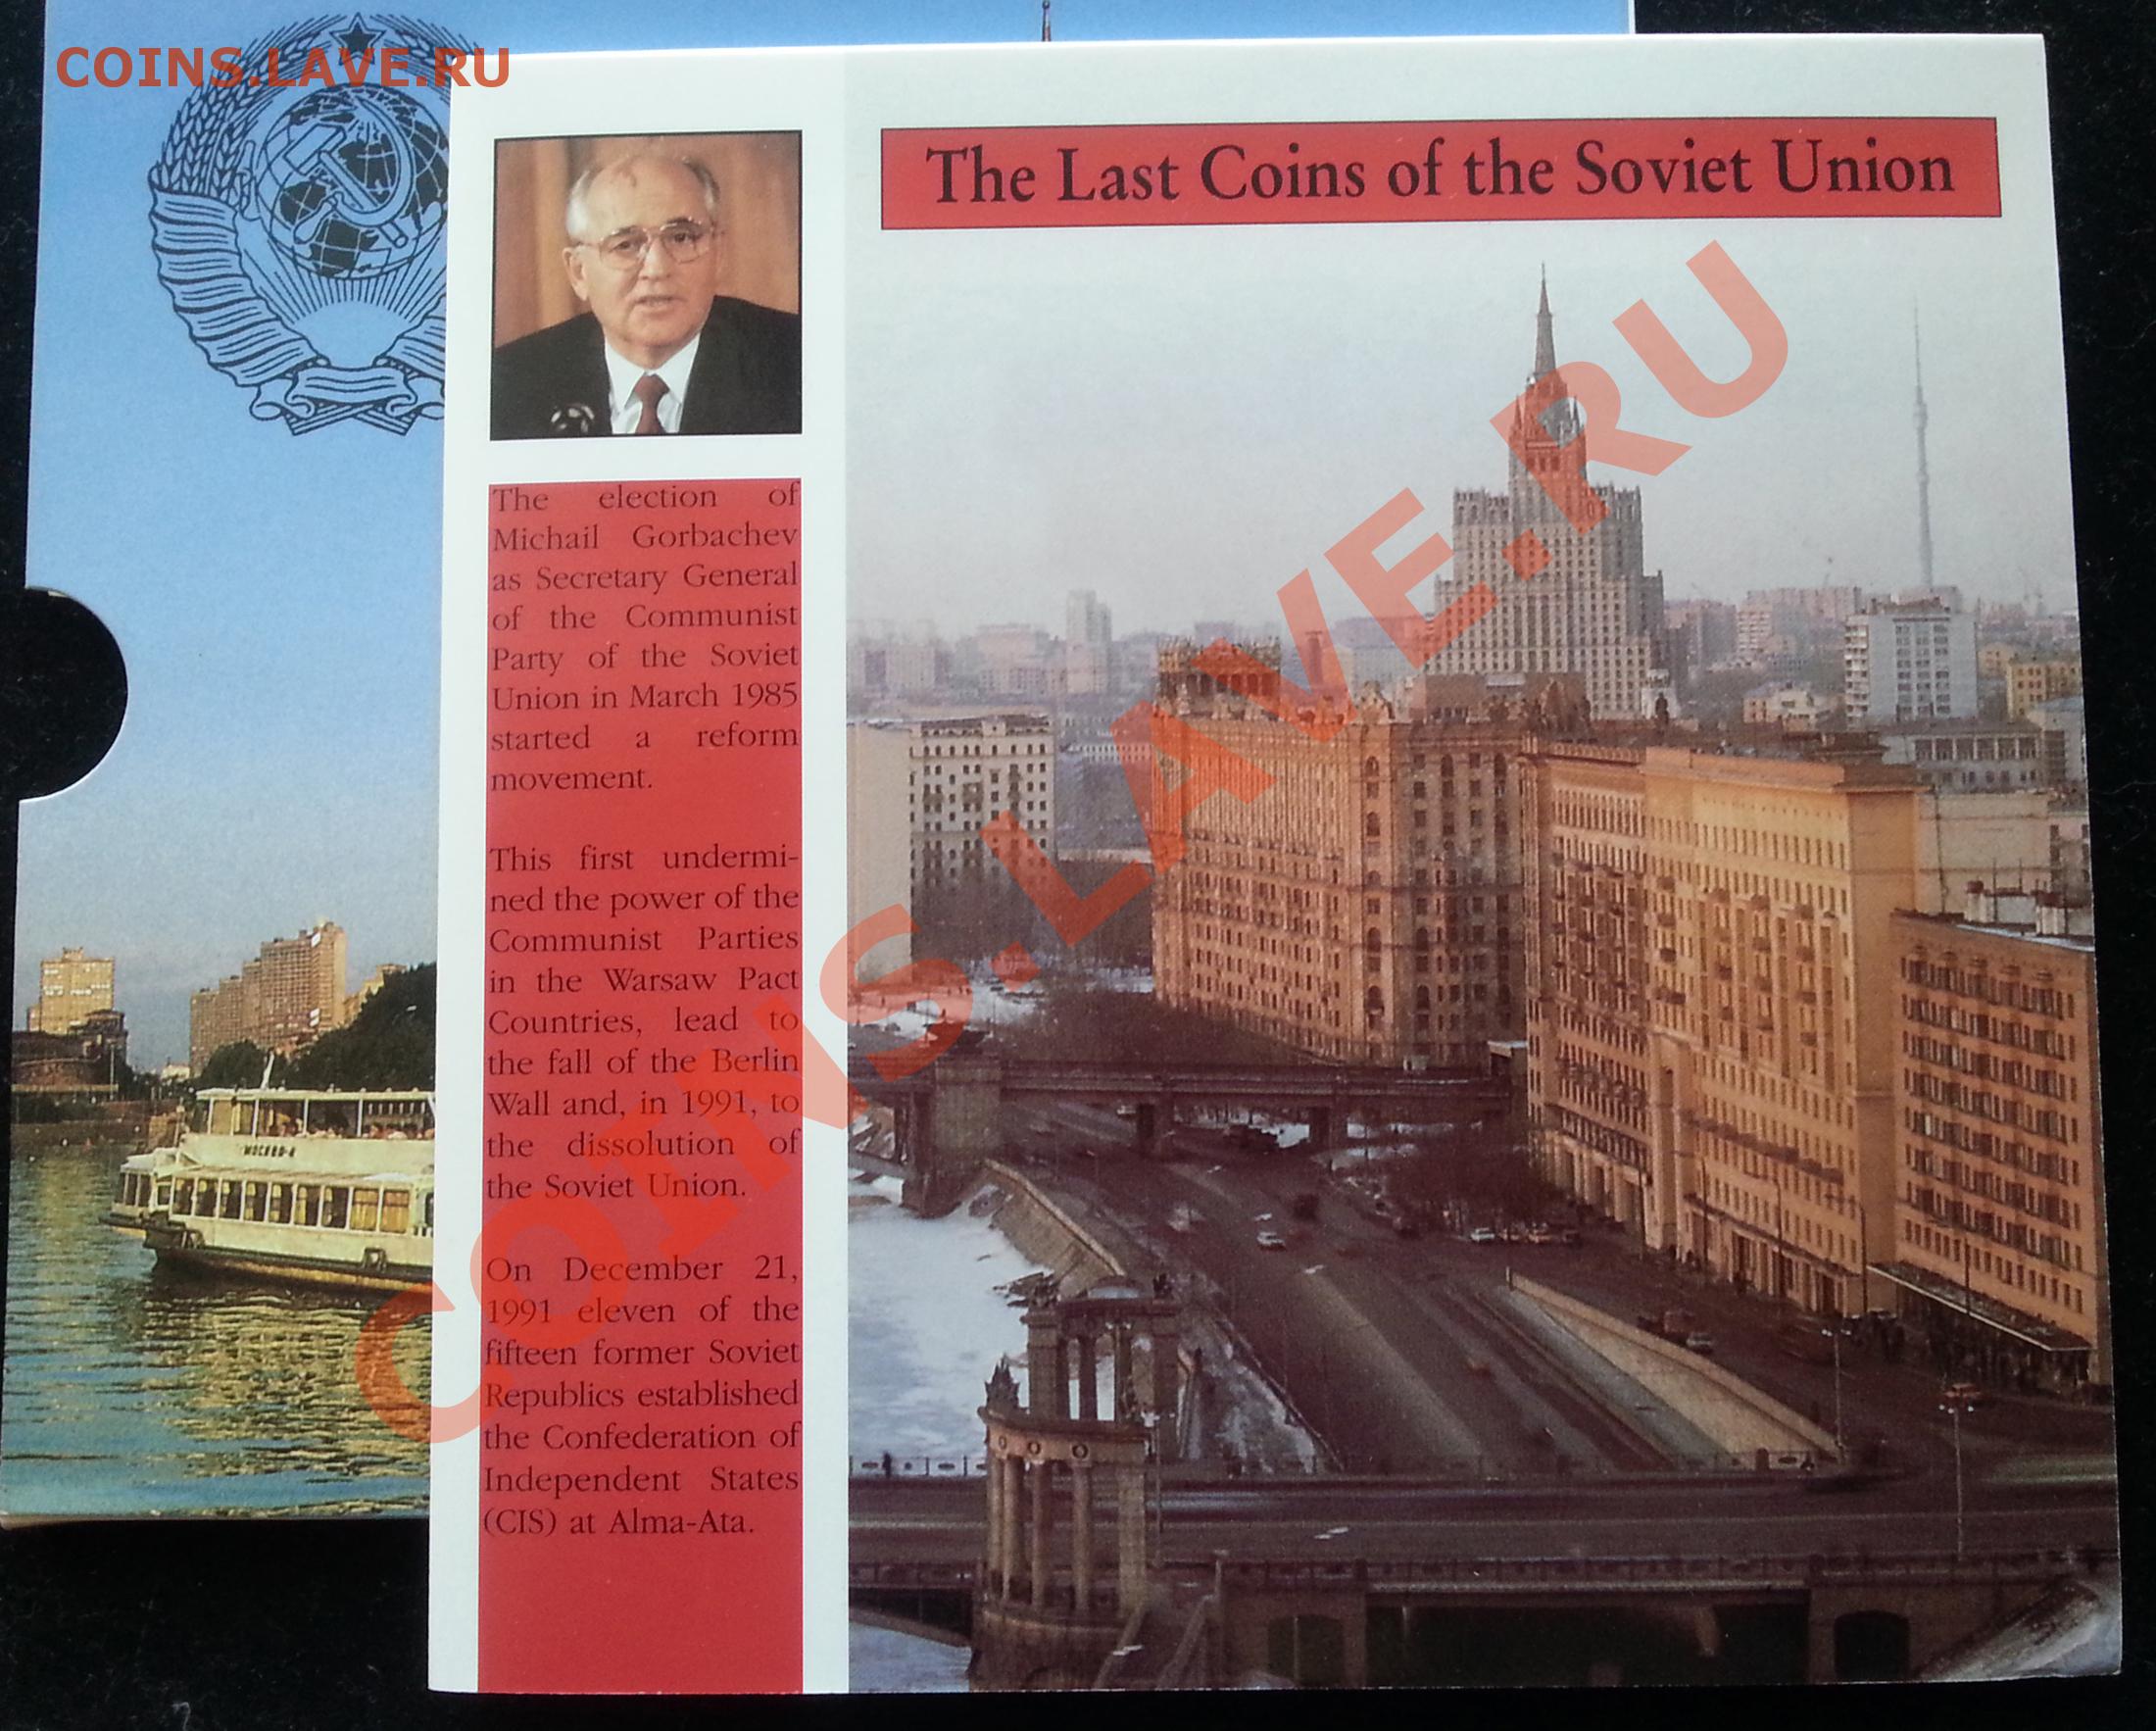 COINS.LAVE.RU
The Last Coins of the Soviet Union
The election of
Michail Gorbachev
as Secretary General
of the Communist
Party of the Soviet
Union in March 1985
started a reform
movement.
This first undermi-
ned the power of the
Communist Parties
in the Warsaw Pact
Countries, lead to
the fall of the Berlin
Wall and, in 1991, to
the dissolution of
the Soviet Union.
On December 21,
1991 eleven of the
fifteen former Soviet
Republics established
the Confederation of
Independent States
(CIS) at Alma-Ata.
COINS.LAVE.RU